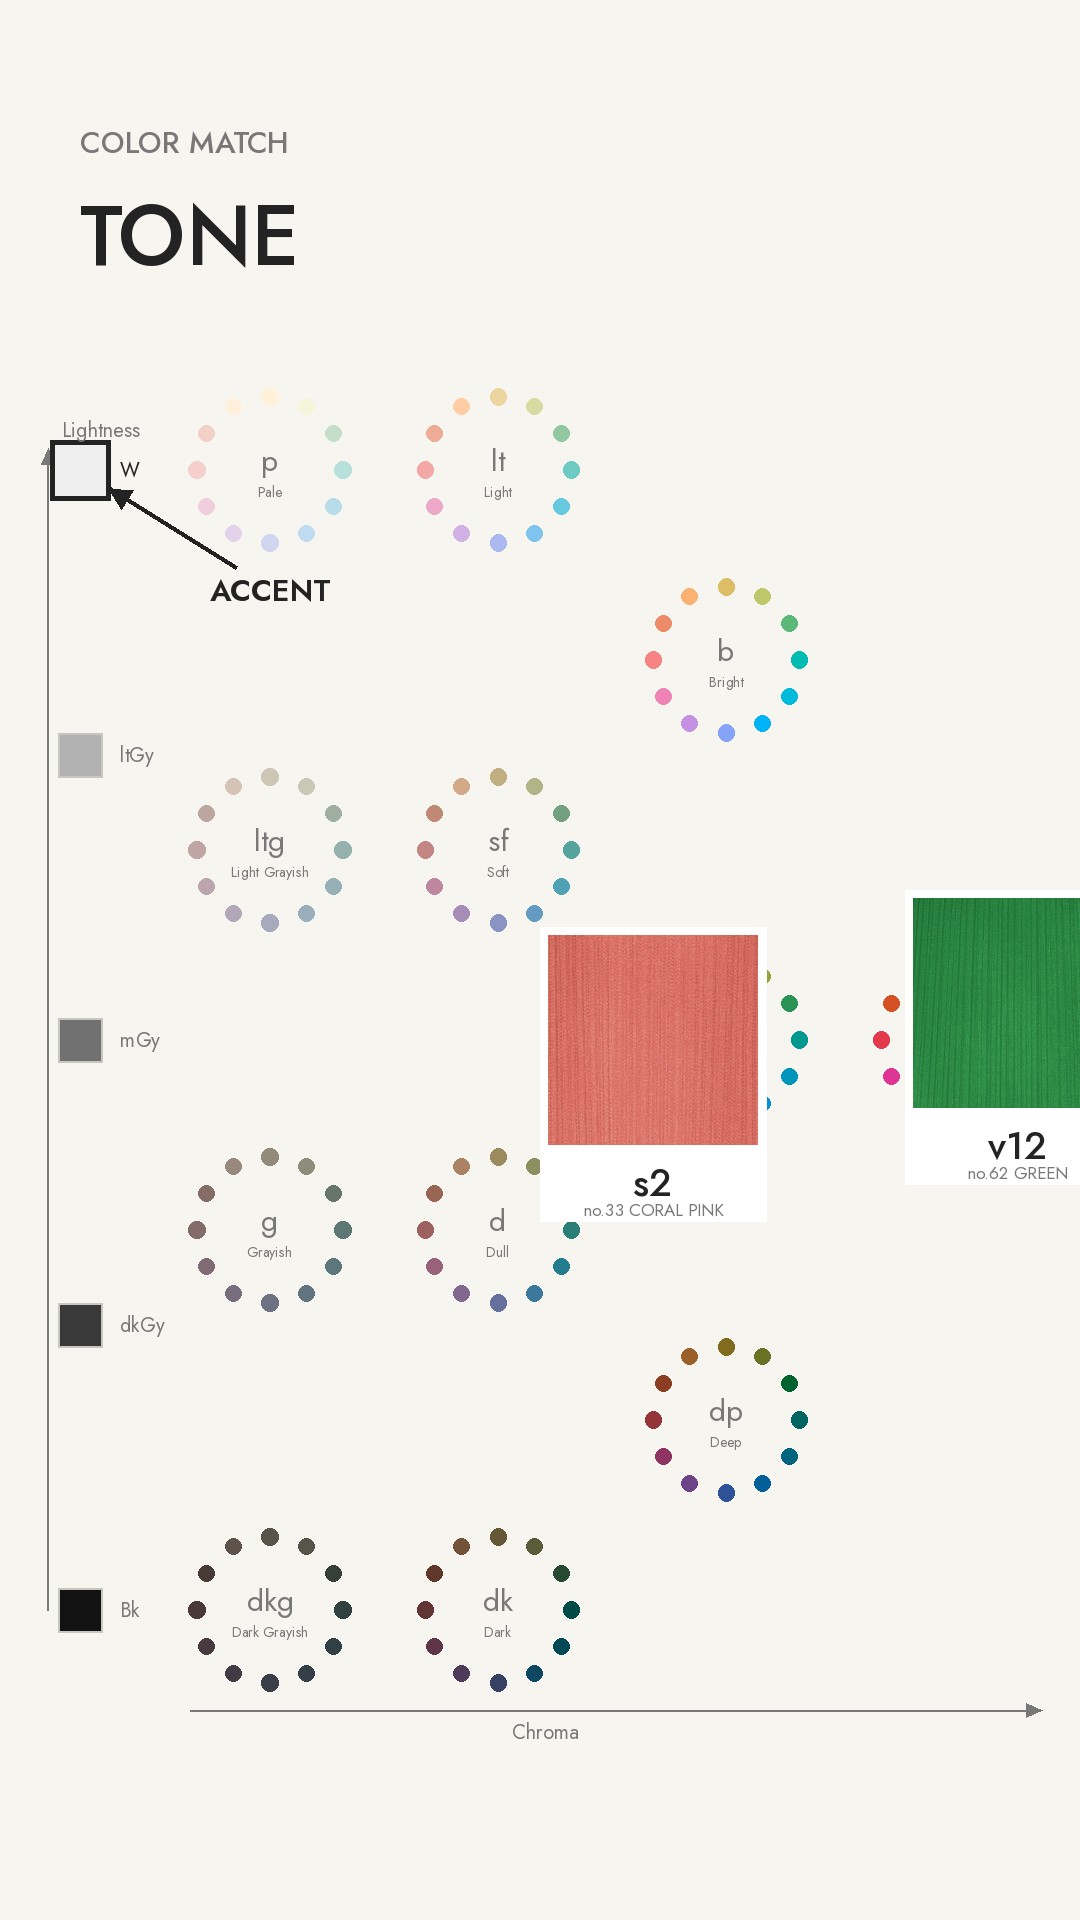 COLOR MATCH
TONE
Lightness
W
p
Pale
lt
Light
ACCENT
b
Bright
ltGy
ltg
Light Grayish
sf
Soft
mGy
s2
no.33 CORAL PINK
v12
no.62 GREEN
g
Grayish
d
Dull
dkGy
dp
Deep
Bk
dkg
Dark Grayish
dk
Dark
Chroma